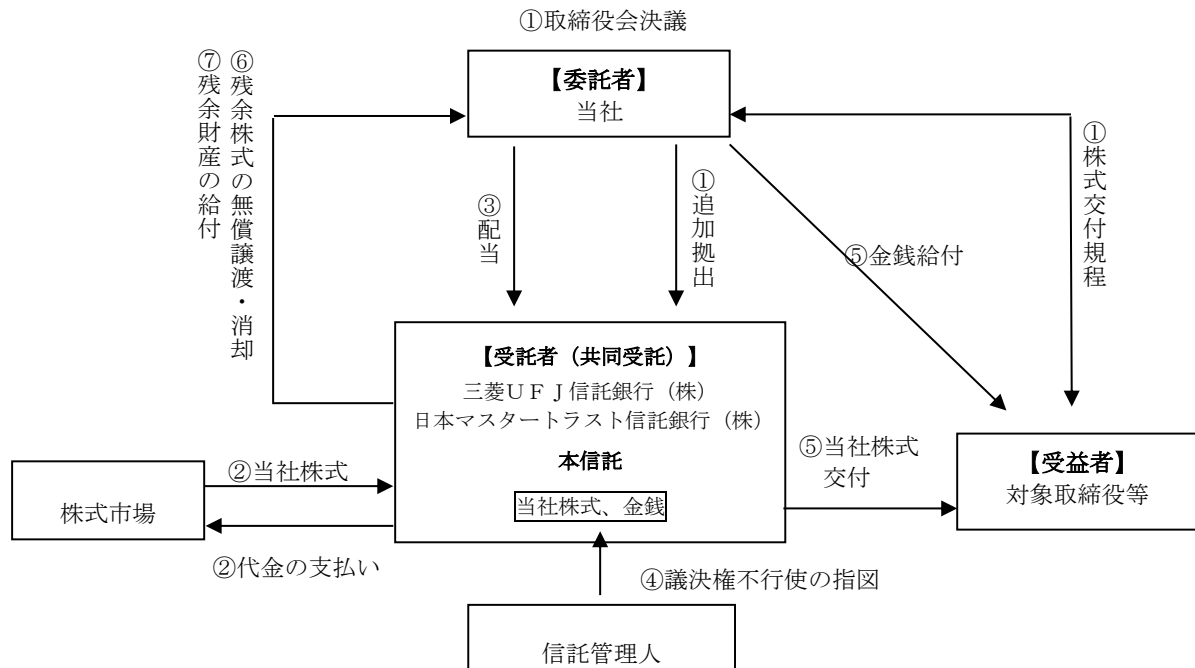 ①取締役会決議
【委託者】
当社
⑦残余財産の給付
⑥残余株式の無償譲渡・消却
③配当
①追加拠出
⑤金銭給付
①株式交付規程
【受託者（共同受託）】
三菱ＵＦＪ信託銀行（株）
日本マスタートラスト信託銀行（株）
本信託
当社株式、金銭
②当社株式
株式市場
②代金の支払い
⑤当社株式
交付
【受益者】
対象取締役等
④議決権不行使の指図
信託管理人